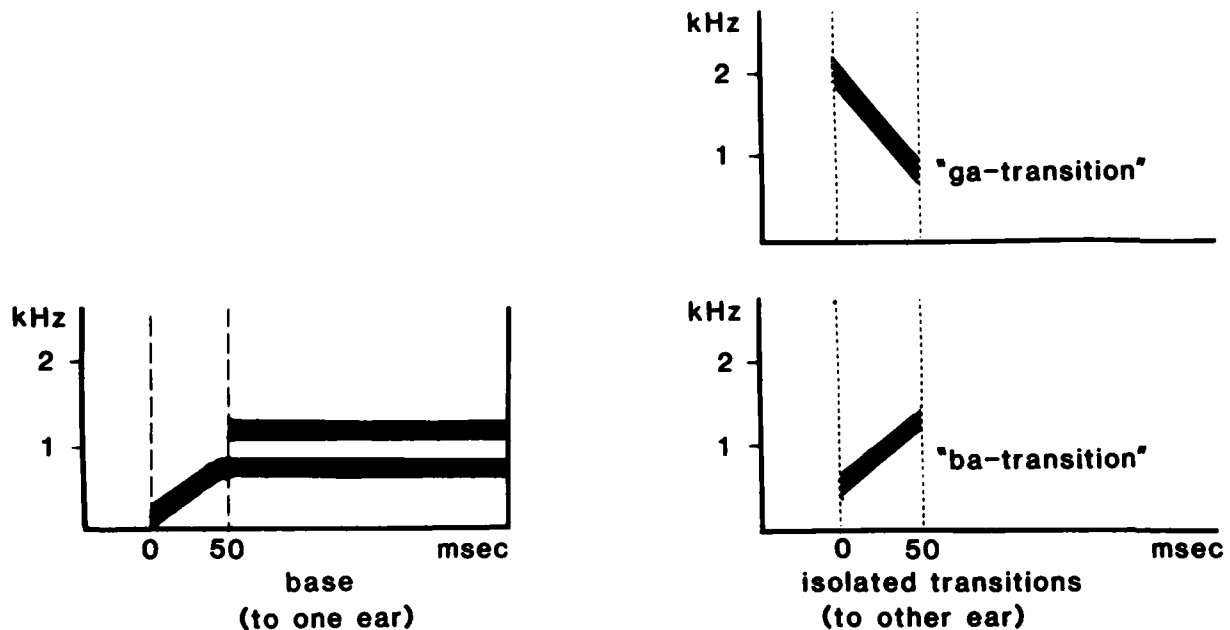 kHz
2
1
"ga-transition"
kHz
2
1
0 50 msec
base
(to one ear)
kHz
2
1
"ba-transition"
0 50 msec
isolated transitions
(to other ear)